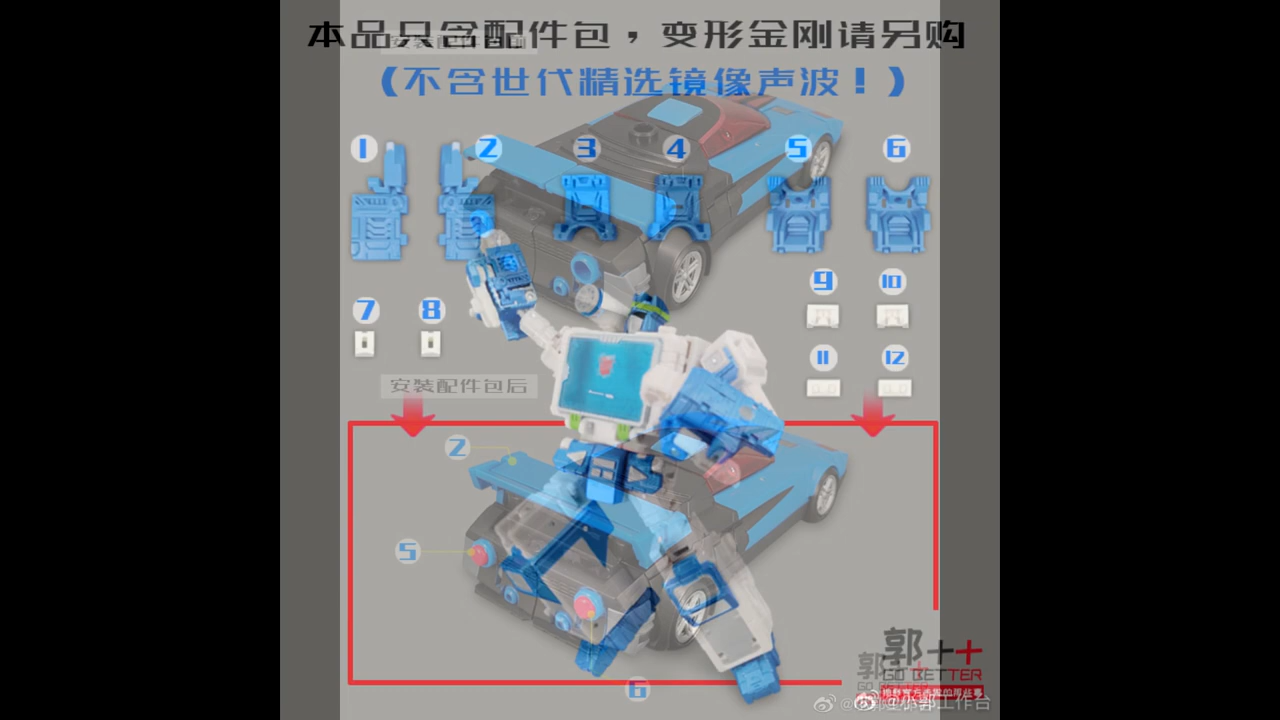 本品只含配件包，变形金刚请另购
（不含世代精选镜像声波！）
1 2 3 4 5 6
9 10
7 8
11 12
安装配件包后
2
5
6
郭++
GO BETTER